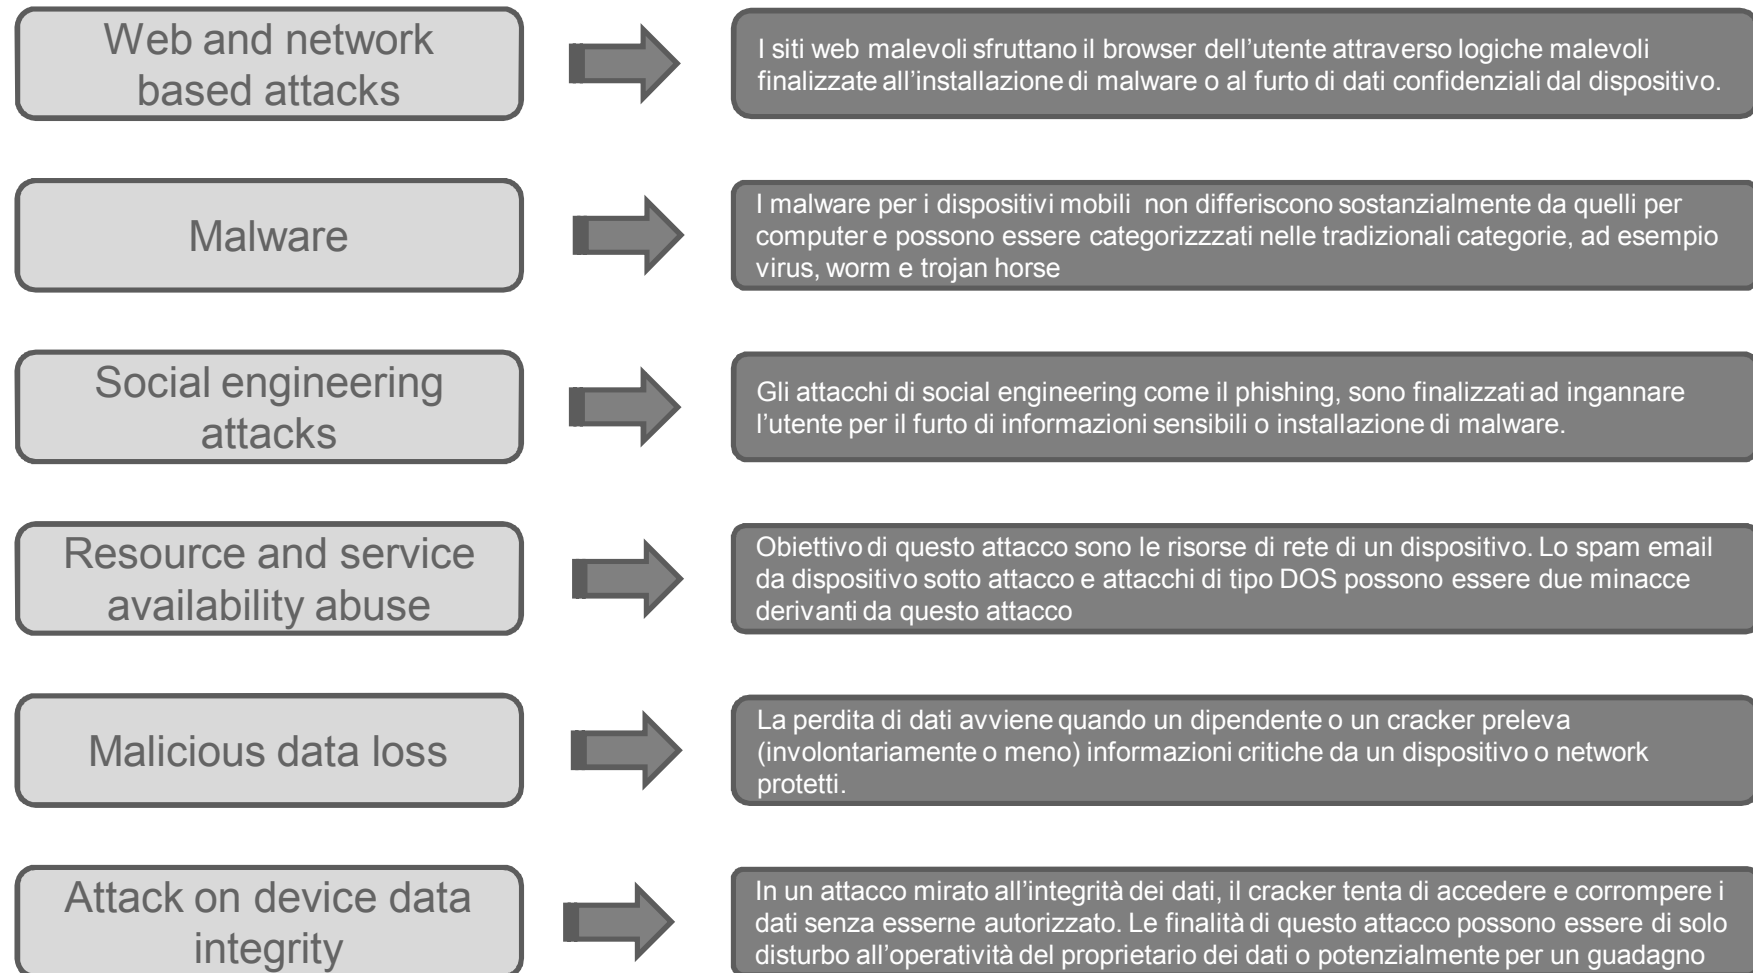 Web and network
based attacks
I siti web malevoli sfruttano il browser dell’utente attraverso logiche malevoli
finalizzate all’installazione di malware o al furto di dati confidenziali dal dispositivo.
Malware
I malware per i dispositivi mobili non differiscono sostanzialmente da quelli per
computer e possono essere categorizzzati nelle tradizionali categorie, ad esempio
virus, worm e trojan horse
Social engineering
attacks
Gli attacchi di social engineering come il phishing, sono finalizzati ad ingannare
l’utente per il furto di informazioni sensibili o installazione di malware.
Resource and service
availability abuse
Obiettivo di questo attacco sono le risorse di rete di un dispositivo. Lo spam email
da dispositivo sotto attacco e attacchi di tipo DOS possono essere due minacce
derivanti da questo attacco
Malicious data loss
La perdita di dati avviene quando un dipendente o un cracker preleva
(involontariamente o meno) informazioni critiche da un dispositivo o network
protetti.
Attack on device data
integrity
In un attacco mirato all’integrità dei dati, il cracker tenta di accedere e corrompere i
dati senza esserne autorizzato. Le finalità di questo attacco possono essere di solo
disturbo all’operatività del proprietario dei dati o potenzialmente per un guadagno